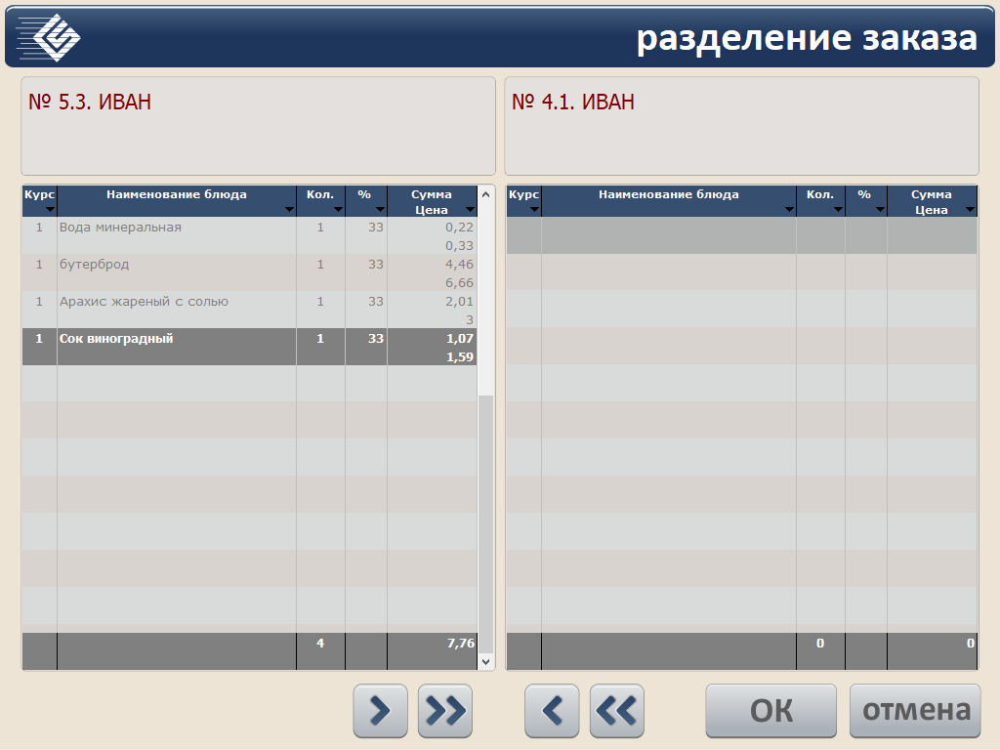 разделение заказа
№ 5.3. ИВАН
№ 4.1. ИВАН
Курс Наименование блюда Кол. % Сумма
Цена
1 Вода минеральная 1 33 0,22
0,33
1 бутерброд 1 33 4,46
6,66
1 Арахис жареный с солью 1 33 2,01
3
1 Сок виноградный 1 33 1,07
1,59
4 7,76
Курс Наименование блюда Кол. % Сумма
Цена
0 0
ОК отмена